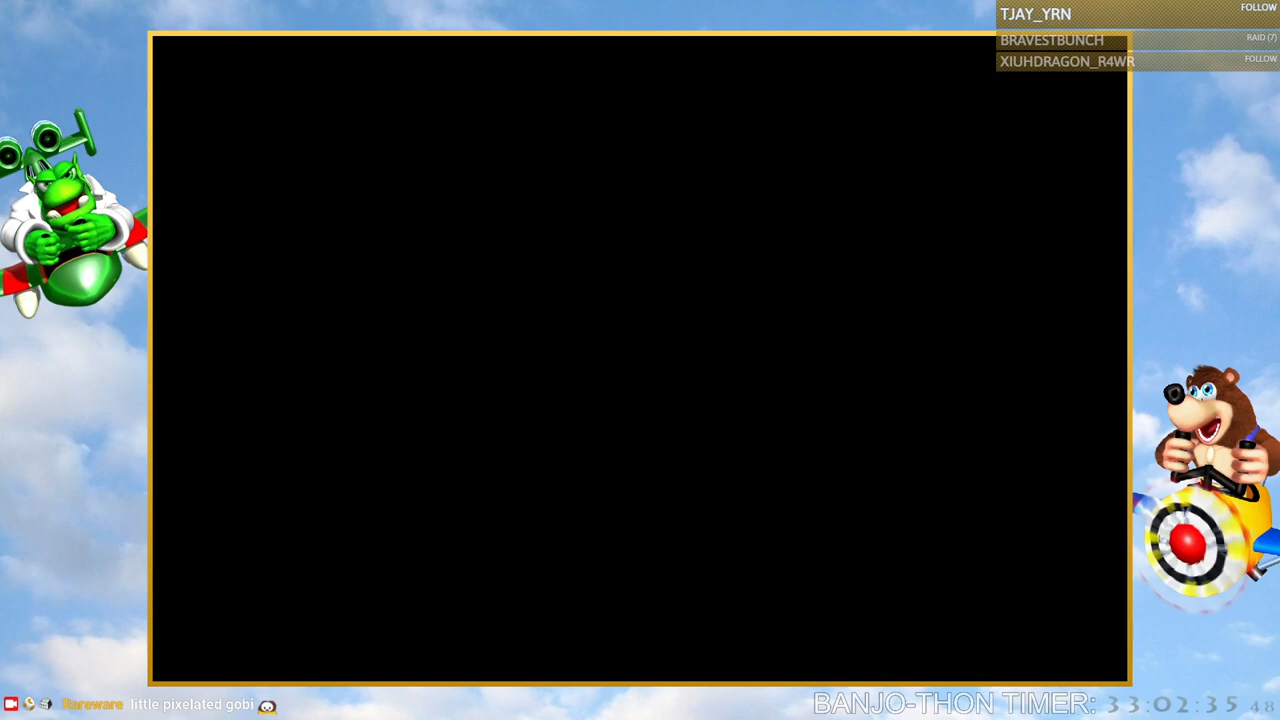 TJAY_YRN FOLLOW
BRAVESTBUNCH RAID (7)
XIUHDRAGON_R4WR FOLLOW
Rareware little pixelated gobi
BANJO-THON TIMER: 33:02:35 48